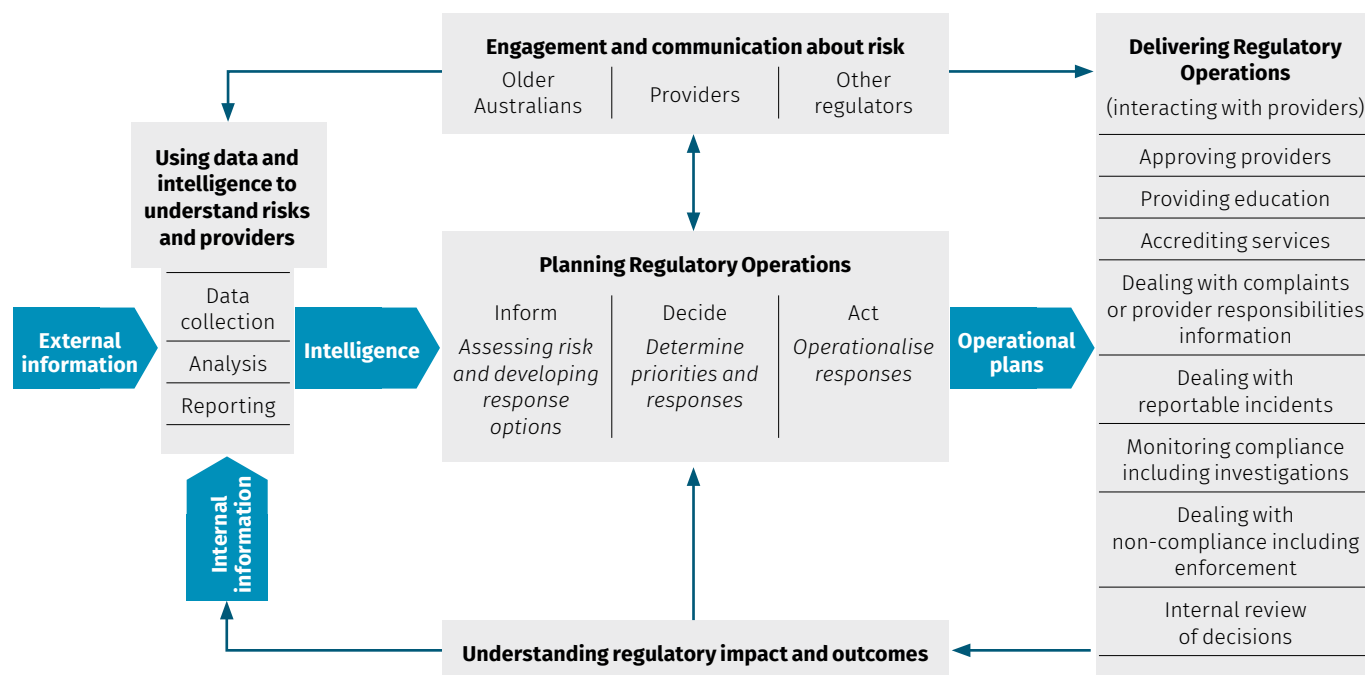 Engagement and communication about risk
Older
Australians
Providers
Other
regulators
Using data and
intelligence to
understand risks
and providers
Data
collection
Analysis
Reporting
External
information
Internal
information
Intelligence
Planning Regulatory Operations
Inform
Assessing risk
and developing
response
options
Decide
Determine
priorities and
responses
Act
Operationalise
responses
Operational
plans
Delivering Regulatory
Operations
(interacting with providers)
Approving providers
Providing education
Accrediting services
Dealing with complaints
or provider responsibilities
information
Dealing with
reportable incidents
Monitoring compliance
including investigations
Dealing with
non-compliance including
enforcement
Internal review
of decisions
Understanding regulatory impact and outcomes